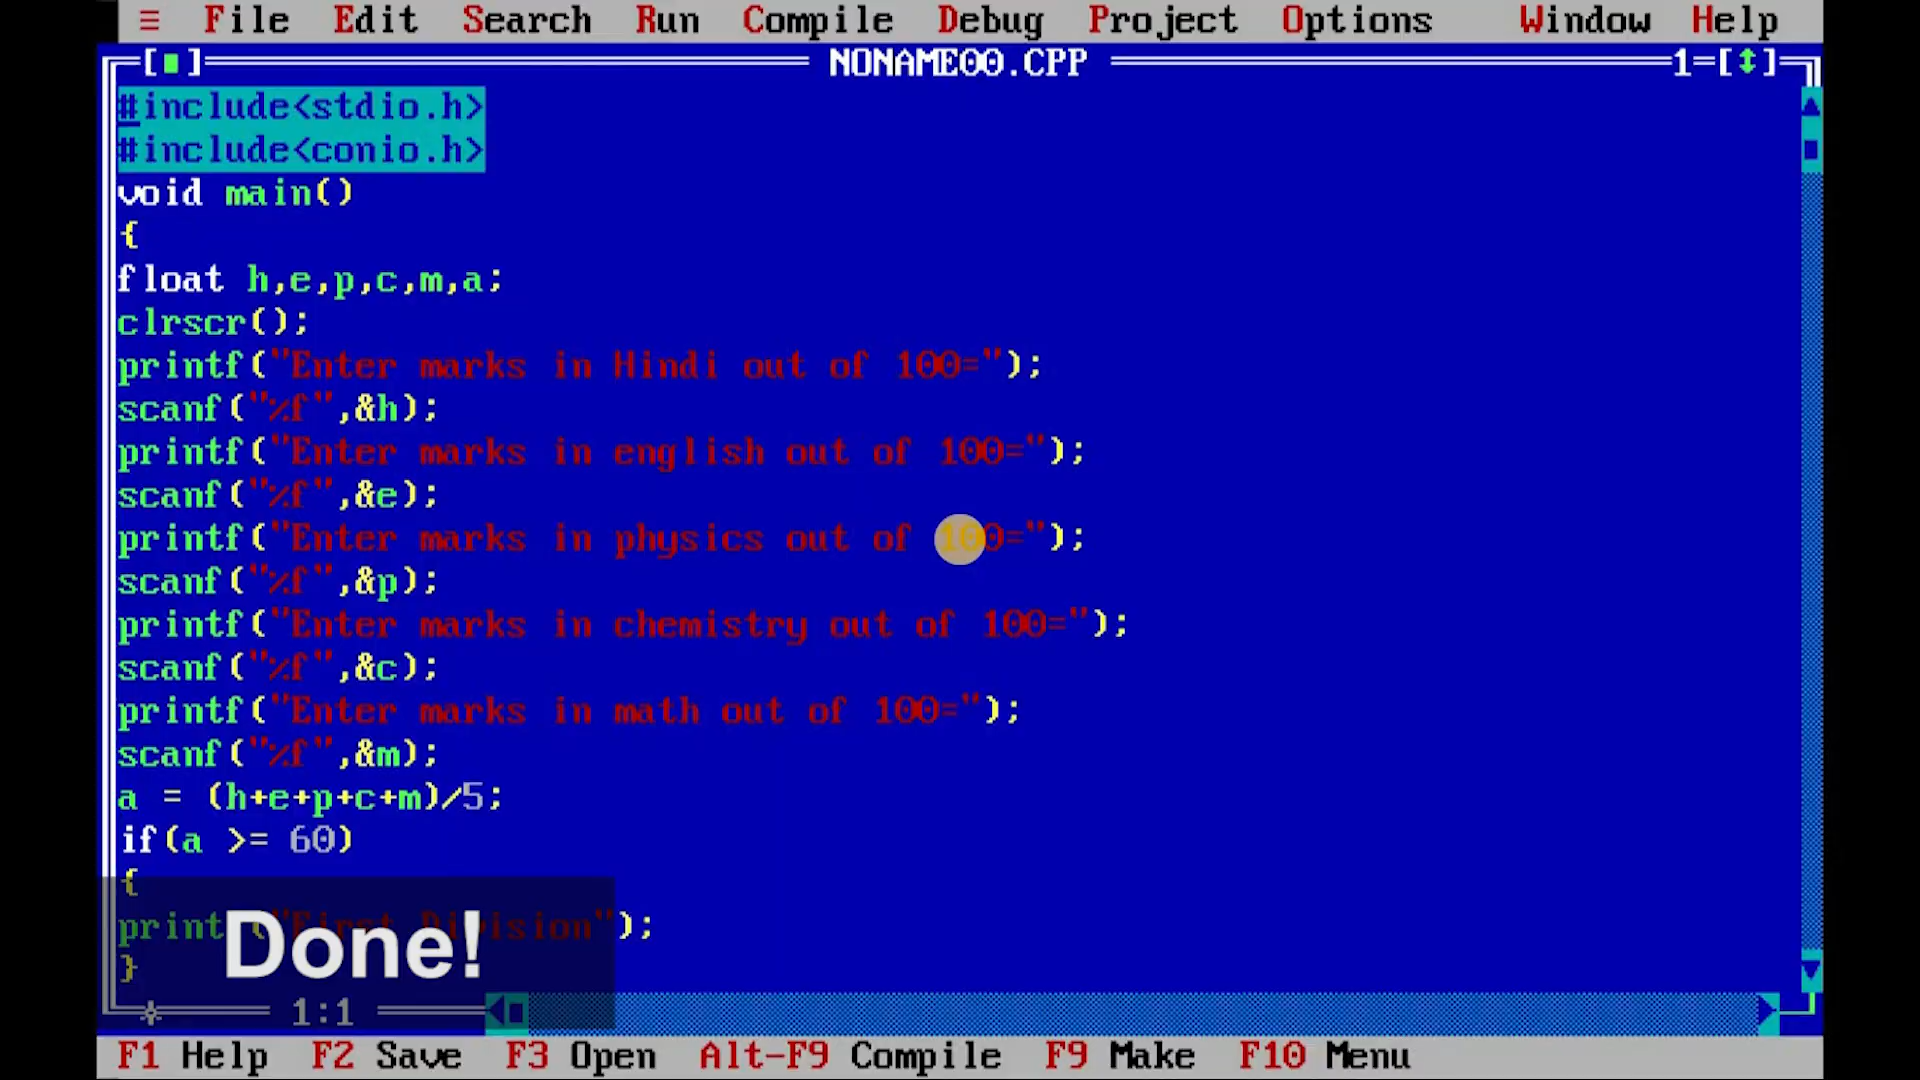 ≡ File Edit Search Run Compile Debug Project Options Window Help
[■] NONAME00.CPP 1=[↕]
#include<stdio.h>
#include<conio.h>
void main()
{
float h,e,p,c,m,a;
clrscr();
printf("Enter marks in Hindi out of 100=");
scanf("%f",&h);
printf("Enter marks in english out of 100=");
scanf("%f",&e);
printf("Enter marks in physics out of 100=");
scanf("%f",&p);
printf("Enter marks in chemistry out of 100=");
scanf("%f",&c);
printf("Enter marks in math out of 100=");
scanf("%f",&m);
a = (h+e+p+c+m)/5;
if(a >= 60)
{
printf("First Division");
Done!
}
1:1
F1 Help F2 Save F3 Open Alt-F9 Compile F9 Make F10 Menu